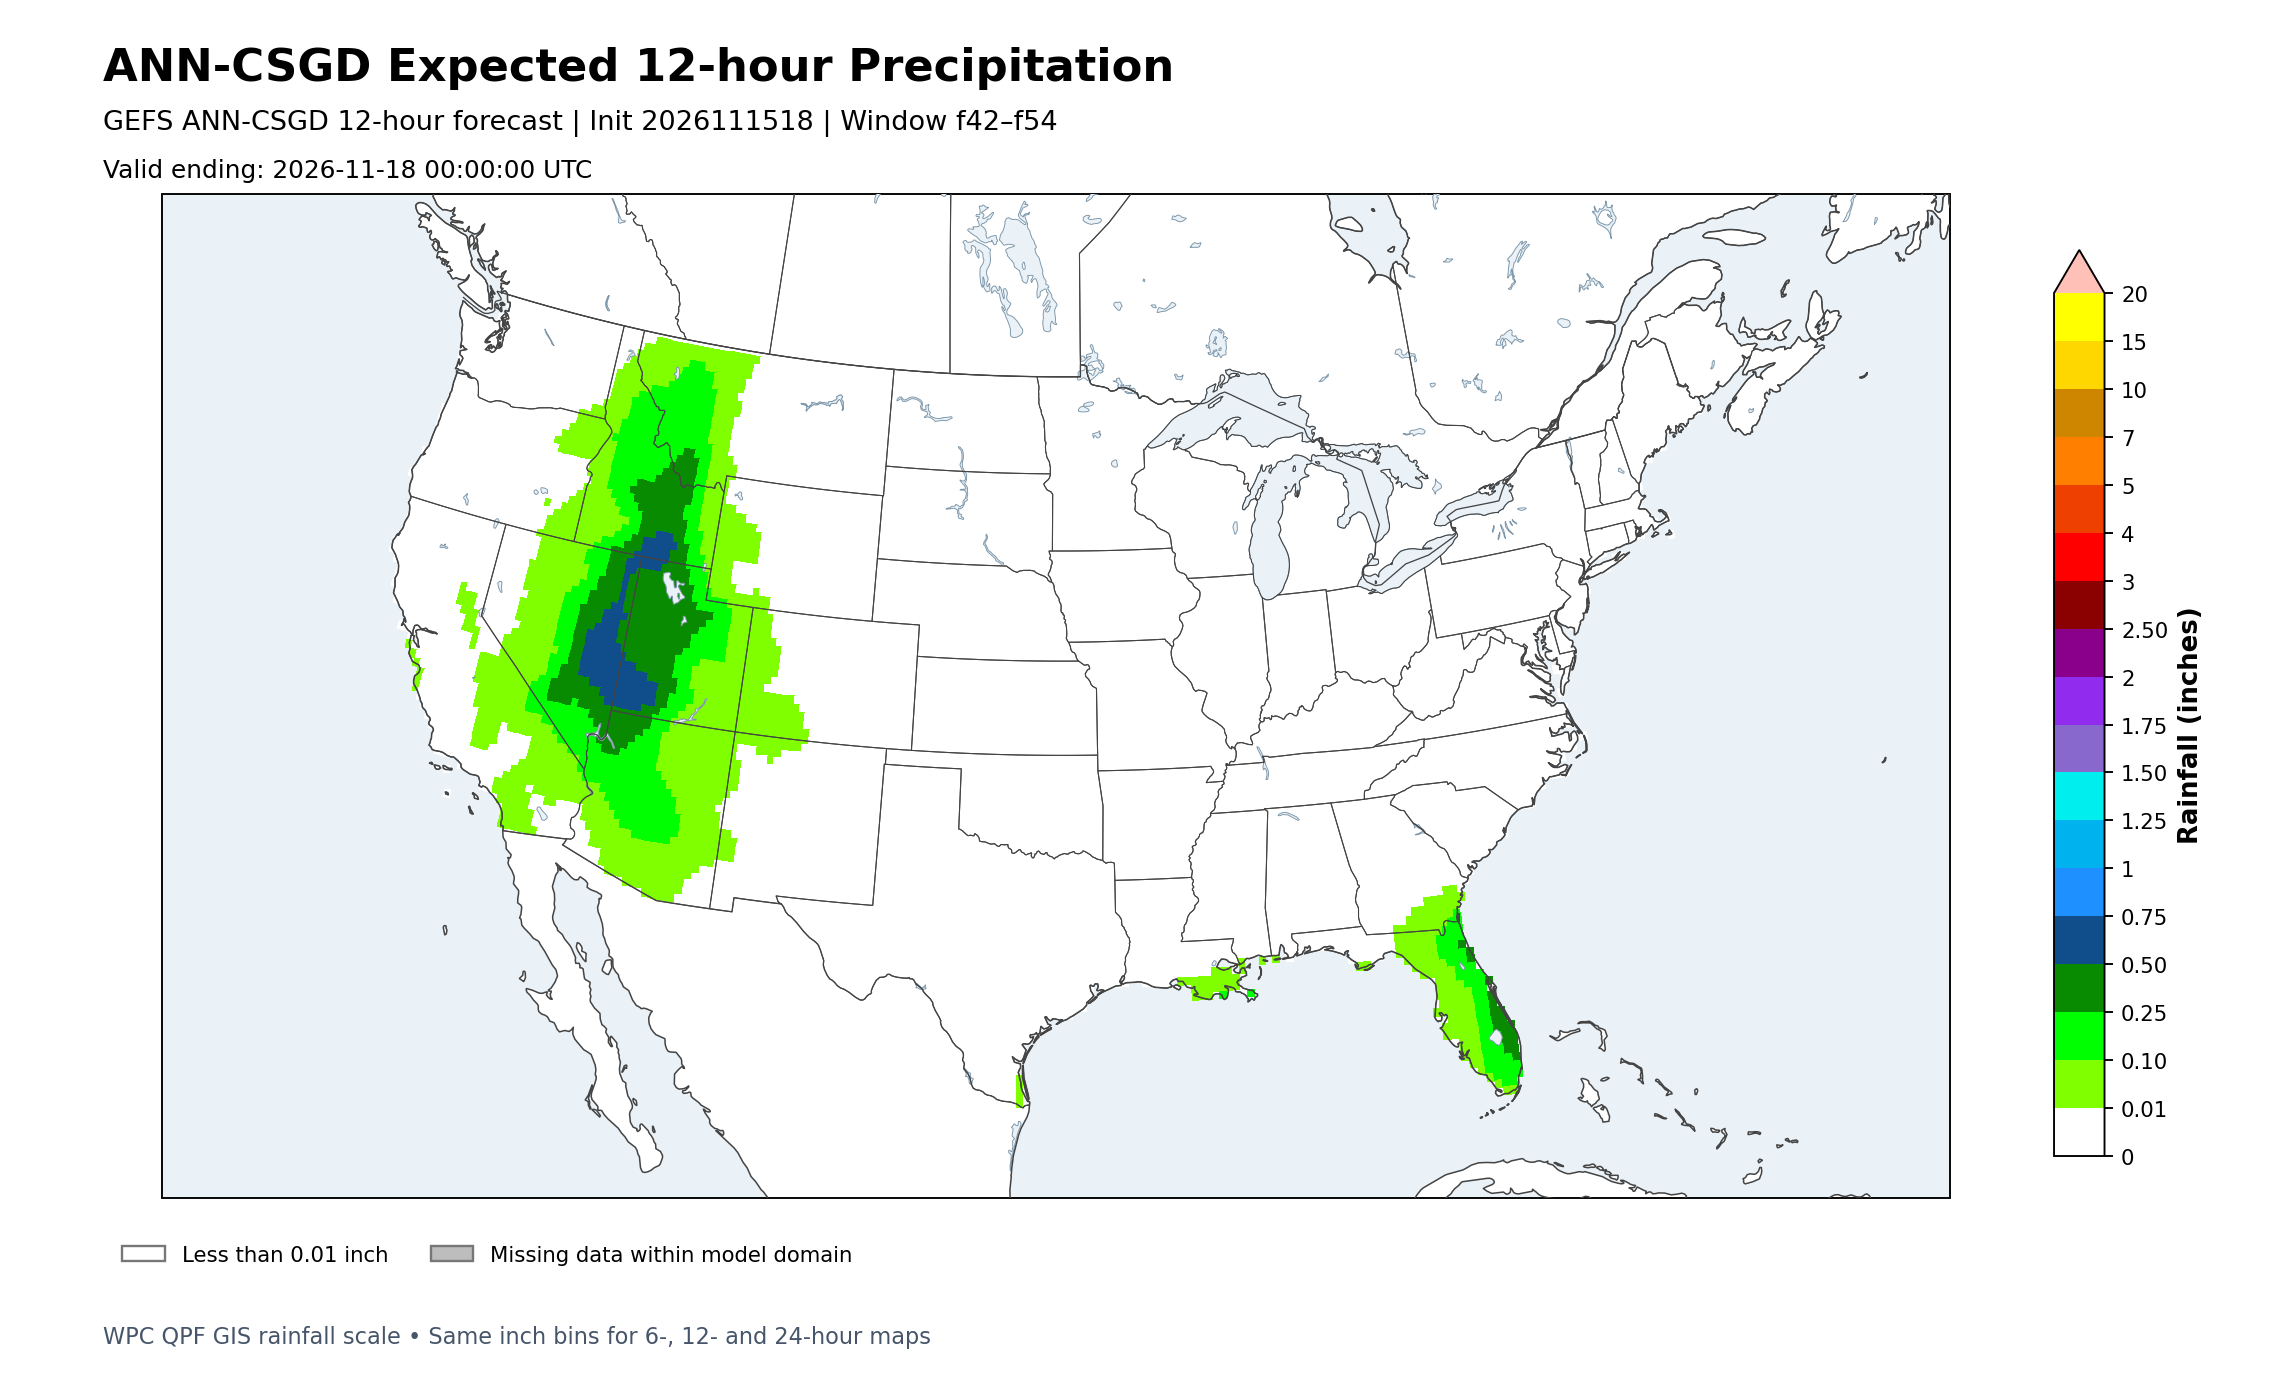 ANN-CSGD Expected 12-hour Precipitation
GEFS ANN-CSGD 12-hour forecast | Init 2026111518 | Window f42–f54
Valid ending: 2026-11-18 00:00:00 UTC
20
15
10
7
5
4
3
2.50
2
1.75
1.50
1.25
1
0.75
0.50
0.25
0.10
0.01
0
Rainfall (inches)
Less than 0.01 inch
Missing data within model domain
WPC QPF GIS rainfall scale • Same inch bins for 6-, 12- and 24-hour maps